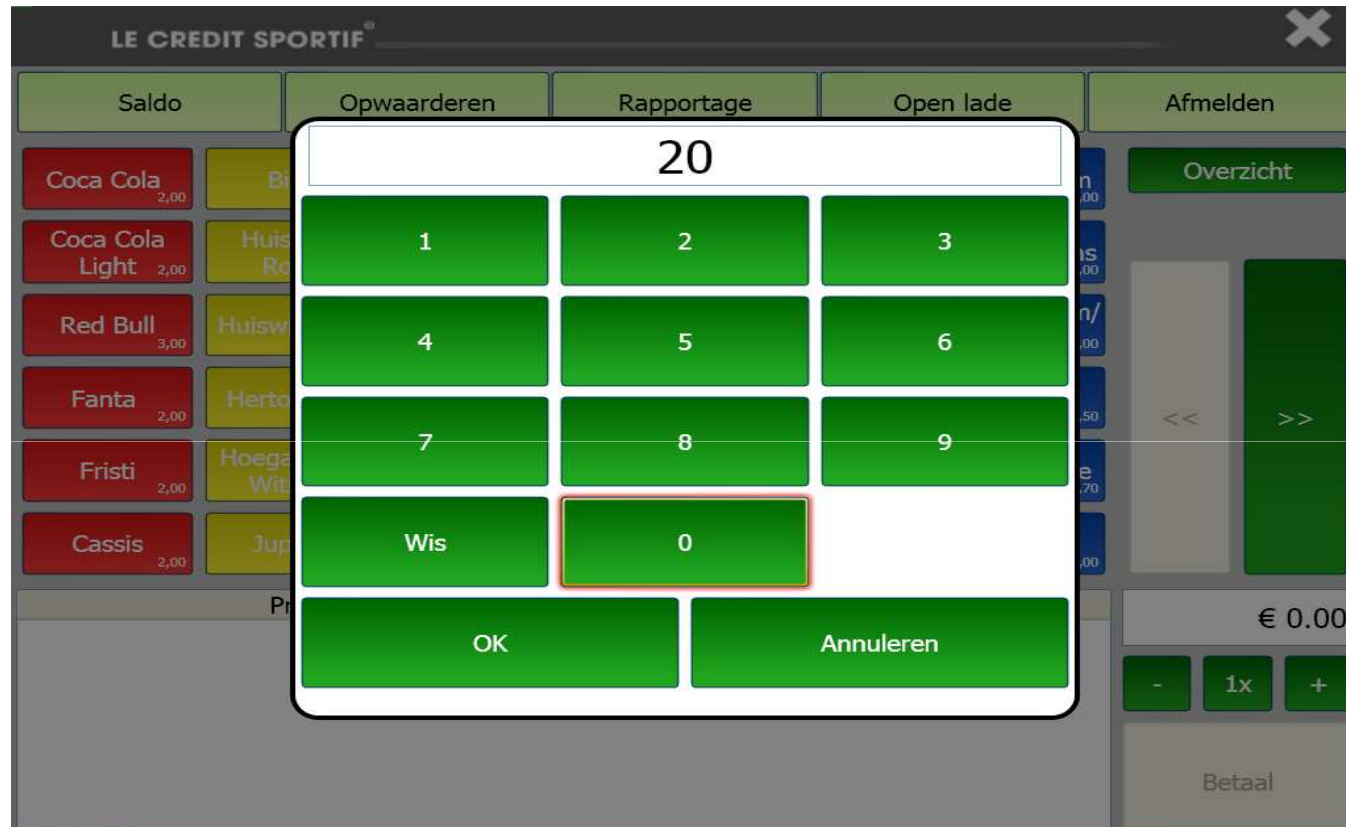 LE CREDIT SPORTIF®
Saldo Opwaarderen Rapportage Open lade Afmelden
20
Coca Cola 2,00
Overzicht
1 2 3
Coca Cola
Light 2,00
Red Bull 3,00
4 5 6
Fanta 2,00
<< >>
7 8 9
Fristi 2,00
Wis 0
Cassis 2,00
OK Annuleren
€ 0.00
- 1x +
Betaal